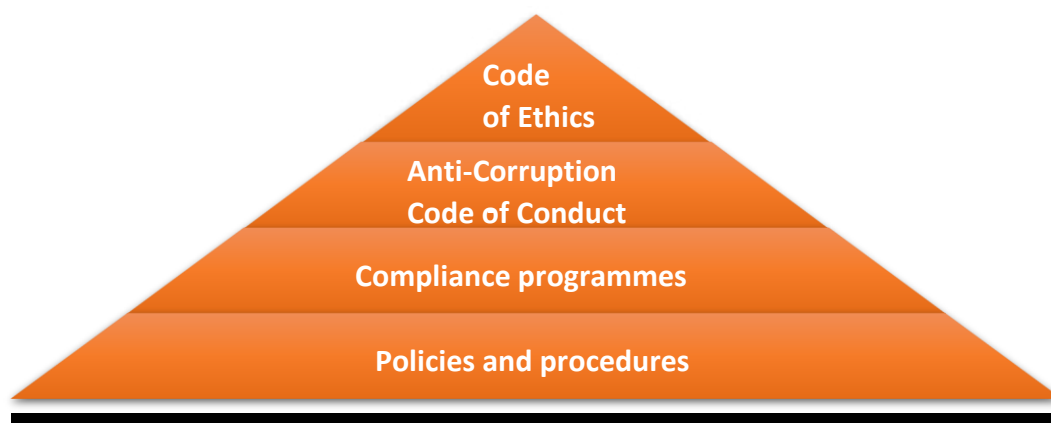 Code
of Ethics
Anti-Corruption
Code of Conduct
Compliance programmes
Policies and procedures